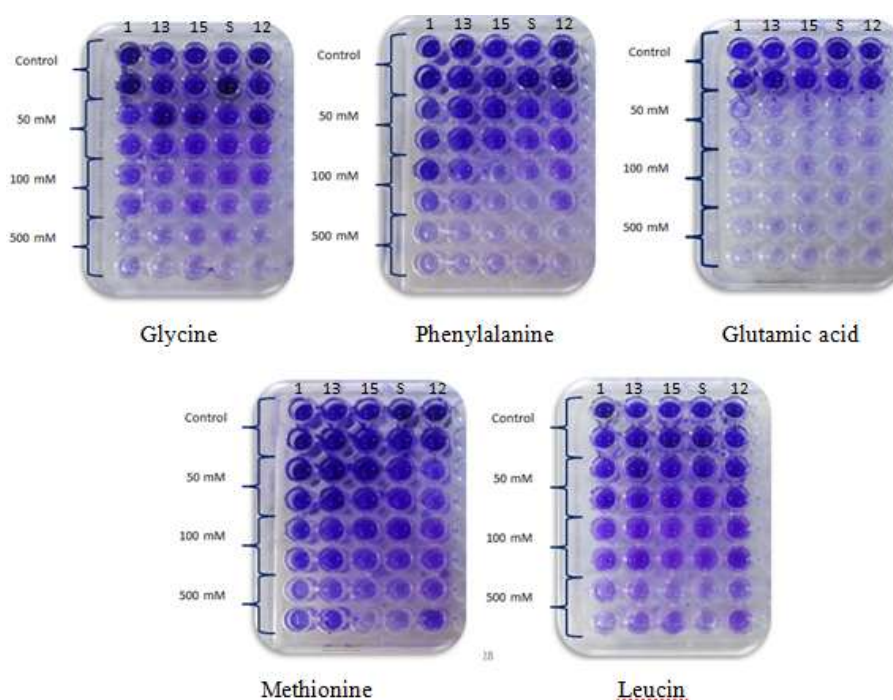 1 13 15 S 12
Control
50 mM
100 mM
500 mM
Glycine
1 13 15 S 12
Control
50 mM
100 mM
500 mM
Phenylalanine
1 13 15 S 12
Control
50 mM
100 mM
500 mM
Glutamic acid
1 13 15 S 12
Control
50 mM
100 mM
500 mM
Methionine
1 13 15 S 12
Control
50 mM
100 mM
500 mM
Leucin